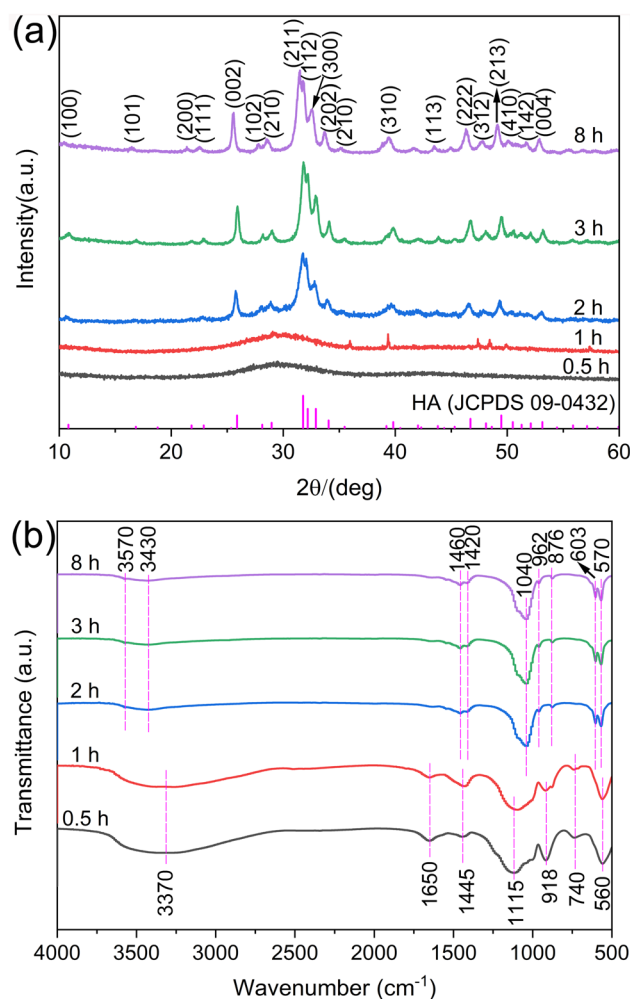 (a)
Intensity(a.u.)
(100)
(101)
(200)
(111)
(002)
(102)
(210)
(211)
(112)
(300)
(202)
(210)
(310)
(113)
(222)
(312)
(213)
(410)
(142)
(004)
8 h
3 h
2 h
1 h
0.5 h
HA (JCPDS 09-0432)
10 20 30 40 50 60
2θ/(deg)
(b)
Transmittance (a.u.)
3570
3430
1460
1420
1040
962
876
603
570
8 h
3 h
2 h
1 h
0.5 h
3370
1650
1445
1115
918
740
560
4000 3500 3000 2500 2000 1500 1000 500
Wavenumber (cm⁻¹)